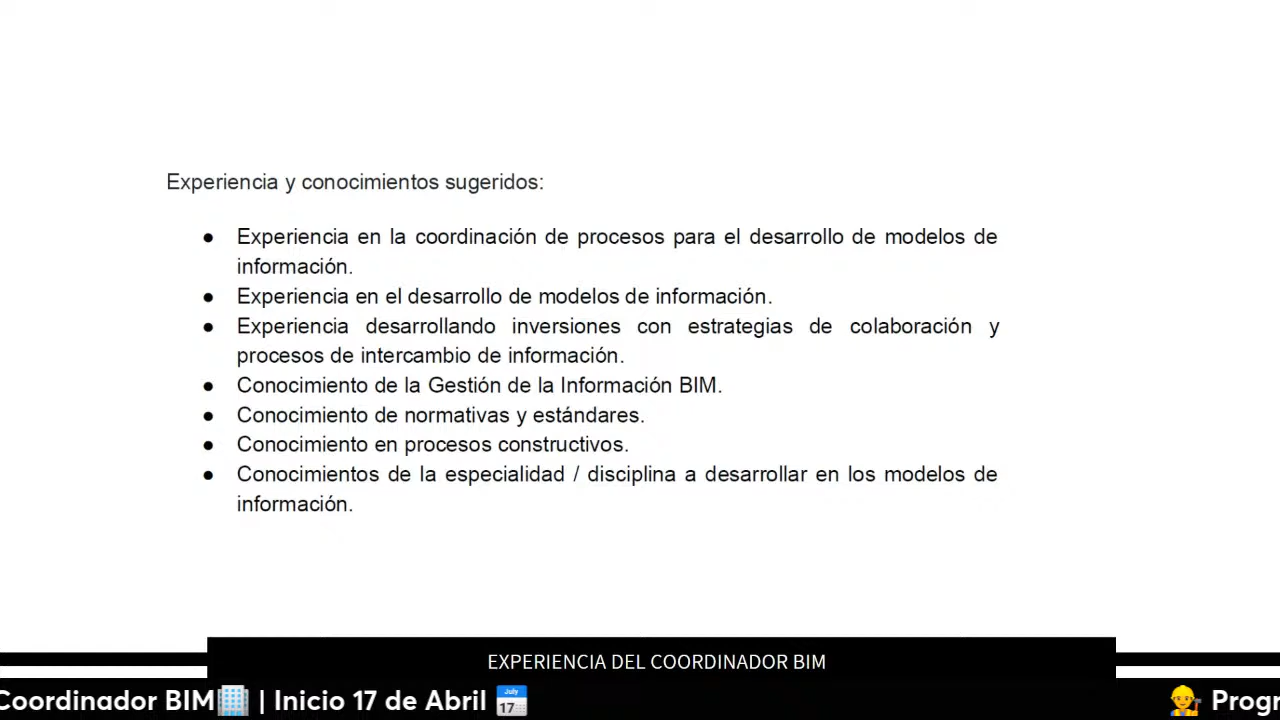 Experiencia y conocimientos sugeridos:
● Experiencia en la coordinación de procesos para el desarrollo de modelos de
información.
● Experiencia en el desarrollo de modelos de información.
● Experiencia desarrollando inversiones con estrategias de colaboración y
procesos de intercambio de información.
● Conocimiento de la Gestión de la Información BIM.
● Conocimiento de normativas y estándares.
● Conocimiento en procesos constructivos.
● Conocimientos de la especialidad / disciplina a desarrollar en los modelos de
información.
EXPERIENCIA DEL COORDINADOR BIM
Coordinador BIM🏢 | Inicio 17 de Abril 📅 👷 Progr